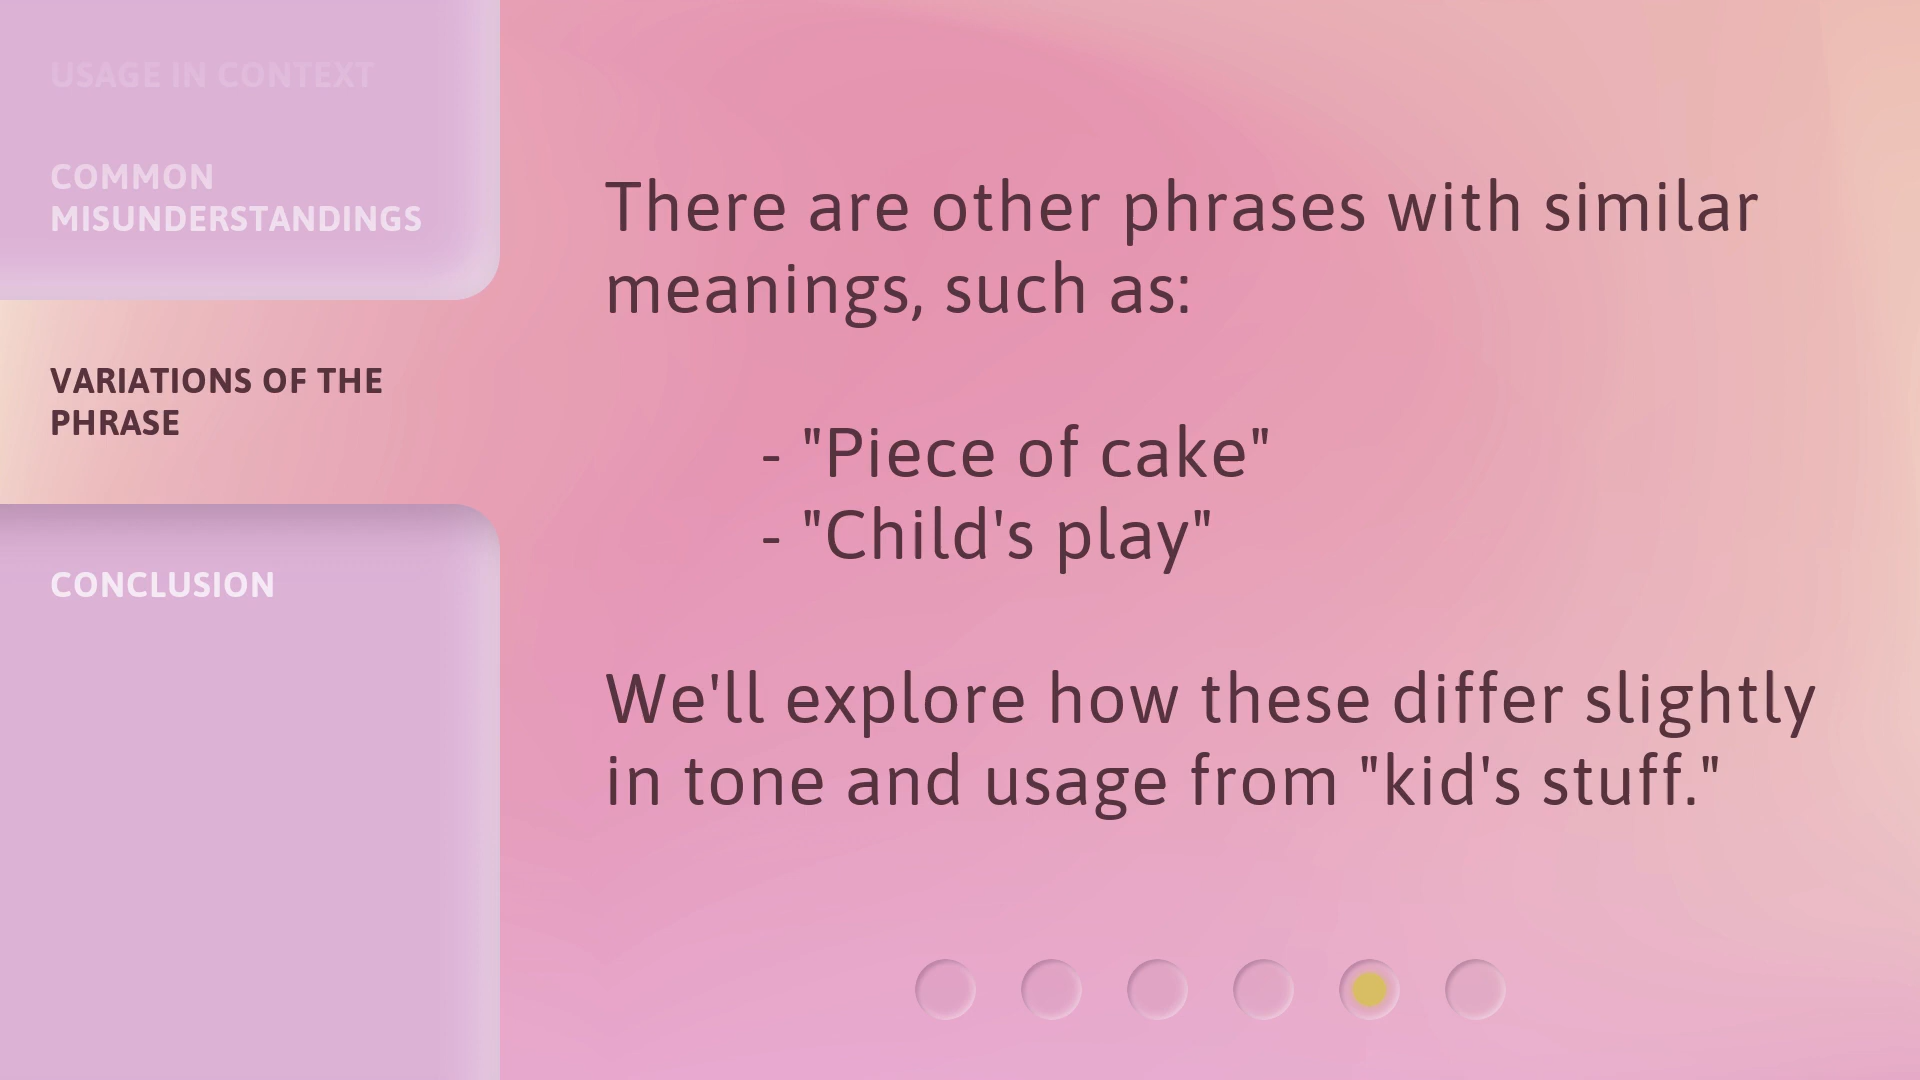 USAGE IN CONTEXT
COMMON
MISUNDERSTANDINGS
VARIATIONS OF THE
PHRASE
CONCLUSION
There are other phrases with similar
meanings, such as:
- "Piece of cake"
- "Child's play"
We'll explore how these differ slightly
in tone and usage from "kid's stuff."